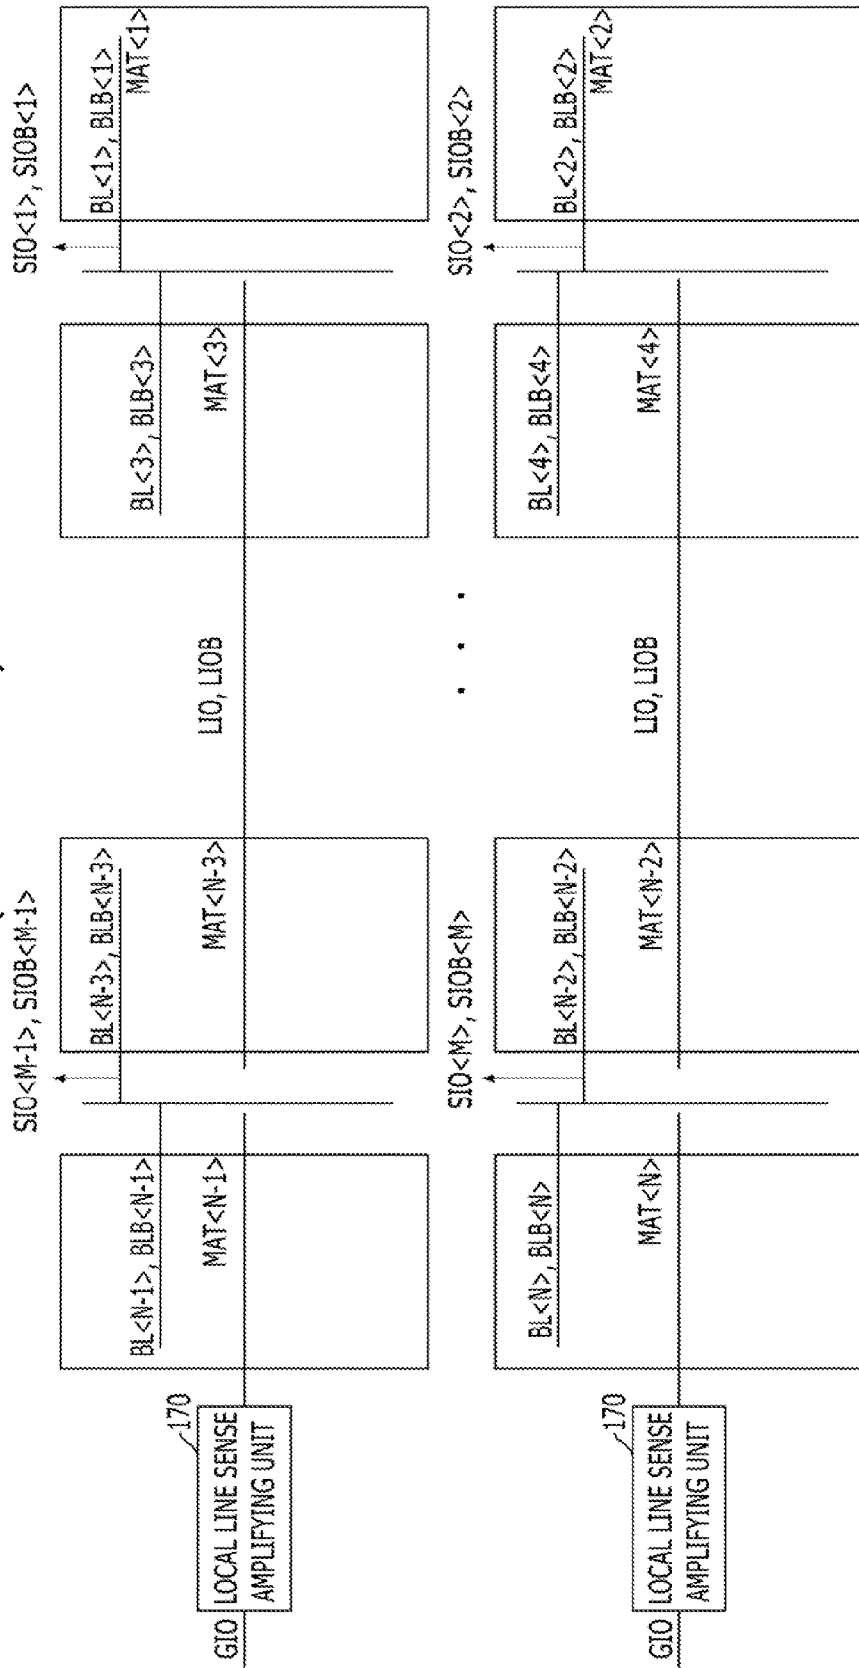 SIO<M-1>, SIOB<M-1>
SIO<1>, SIOB<1>
BL<N-1>, BLB<N-1>
MAT<N-1>
BL<N-3>, BLB<N-3>
MAT<N-3>
BL<3>, BLB<3>
MAT<3>
BL<1>, BLB<1>
MAT<1>
170
GIO
LOCAL LINE SENSE
AMPLIFYING UNIT
LIO, LIOB
. . .
SIO<M>, SIOB<M>
SIO<2>, SIOB<2>
BL<N>, BLB<N>
MAT<N>
BL<N-2>, BLB<N-2>
MAT<N-2>
BL<4>, BLB<4>
MAT<4>
BL<2>, BLB<2>
MAT<2>
170
GIO
LOCAL LINE SENSE
AMPLIFYING UNIT
LIO, LIOB